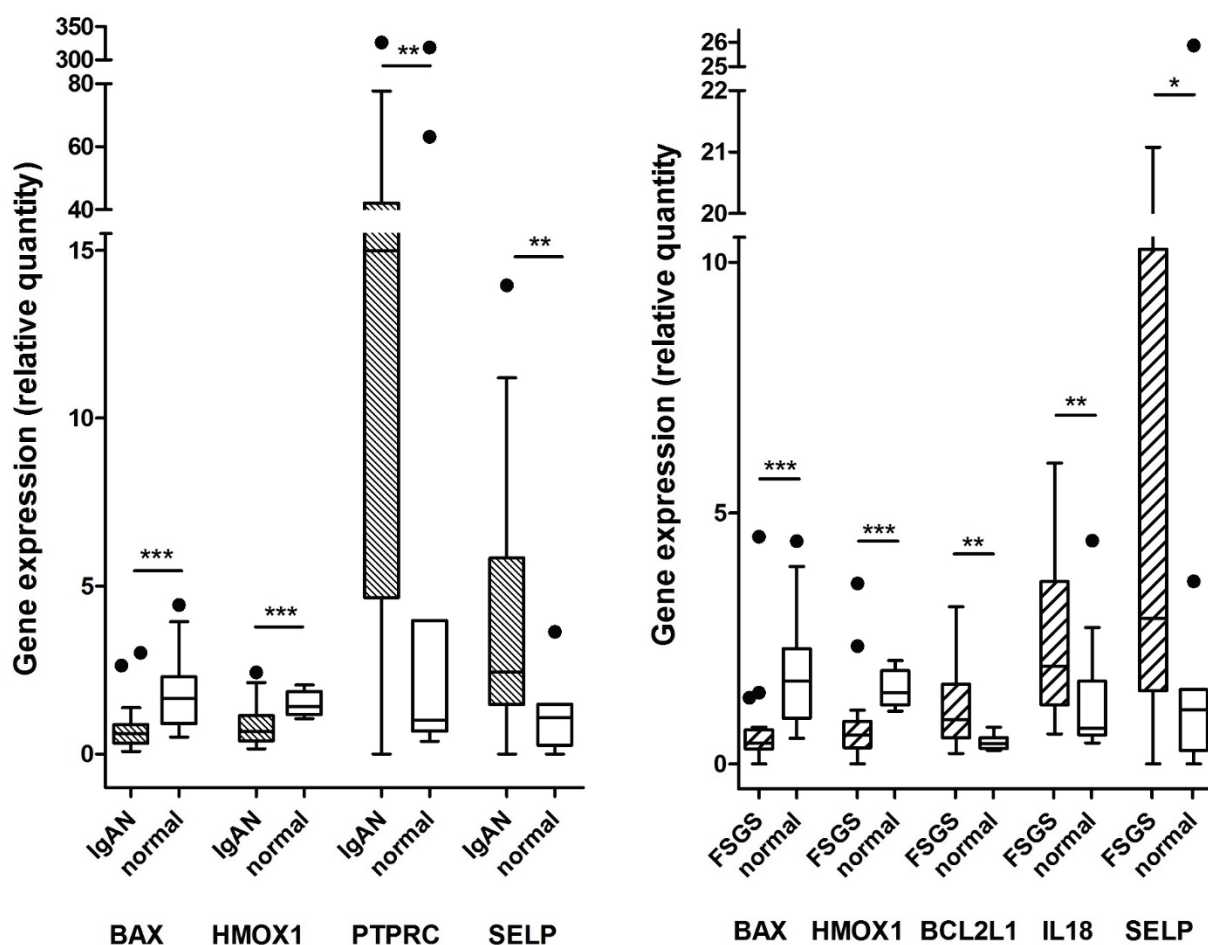 Gene expression (relative quantity)
350
300
80
60
40
15
10
5
0
**
**
***
***
IgAN
normal
IgAN
normal
IgAN
normal
IgAN
normal
BAX
HMOX1
PTPRC
SELP
Gene expression (relative quantity
26
25
22
21
20
10
5
0
*
**
***
***
**
FSGS
normal
FSGS
normal
FSGS
normal
FSGS
normal
FSGS
normal
BAX
HMOX1
BCL2L1
IL18
SELP